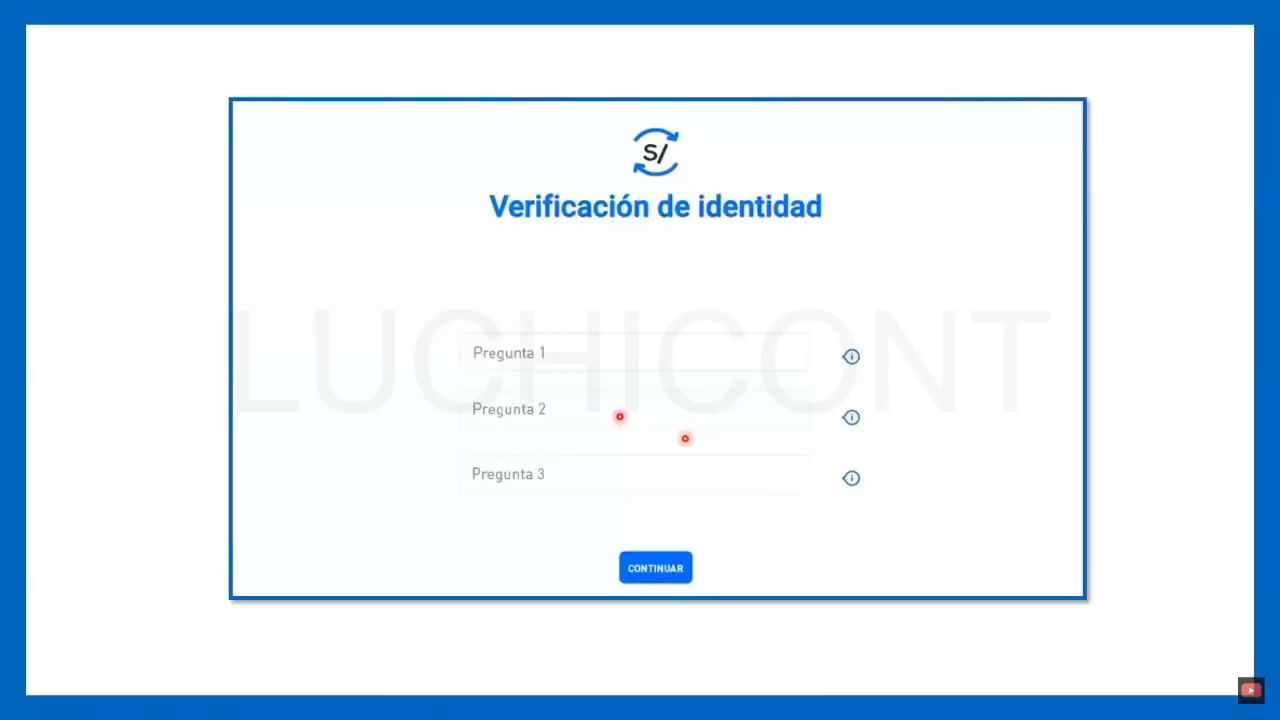 S/
Verificación de identidad
LUCHICONT
Pregunta 1
Pregunta 2
Pregunta 3
CONTINUAR